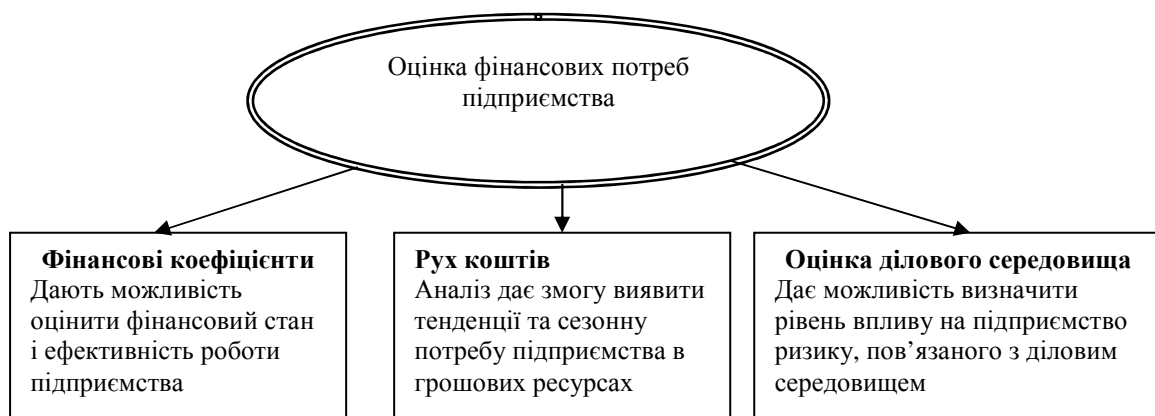 Оцінка фінансових потреб
підприємства
Фінансові коефіцієнти
Дають можливість
оцінити фінансовий стан
і ефективність роботи
підприємства
Рух коштів
Аналіз дає змогу виявити
тенденції та сезонну
потребу підприємства в
грошових ресурсах
Оцінка ділового середовища
Дає можливість визначити
рівень впливу на підприємство
ризику, пов’язаного з діловим
середовищем